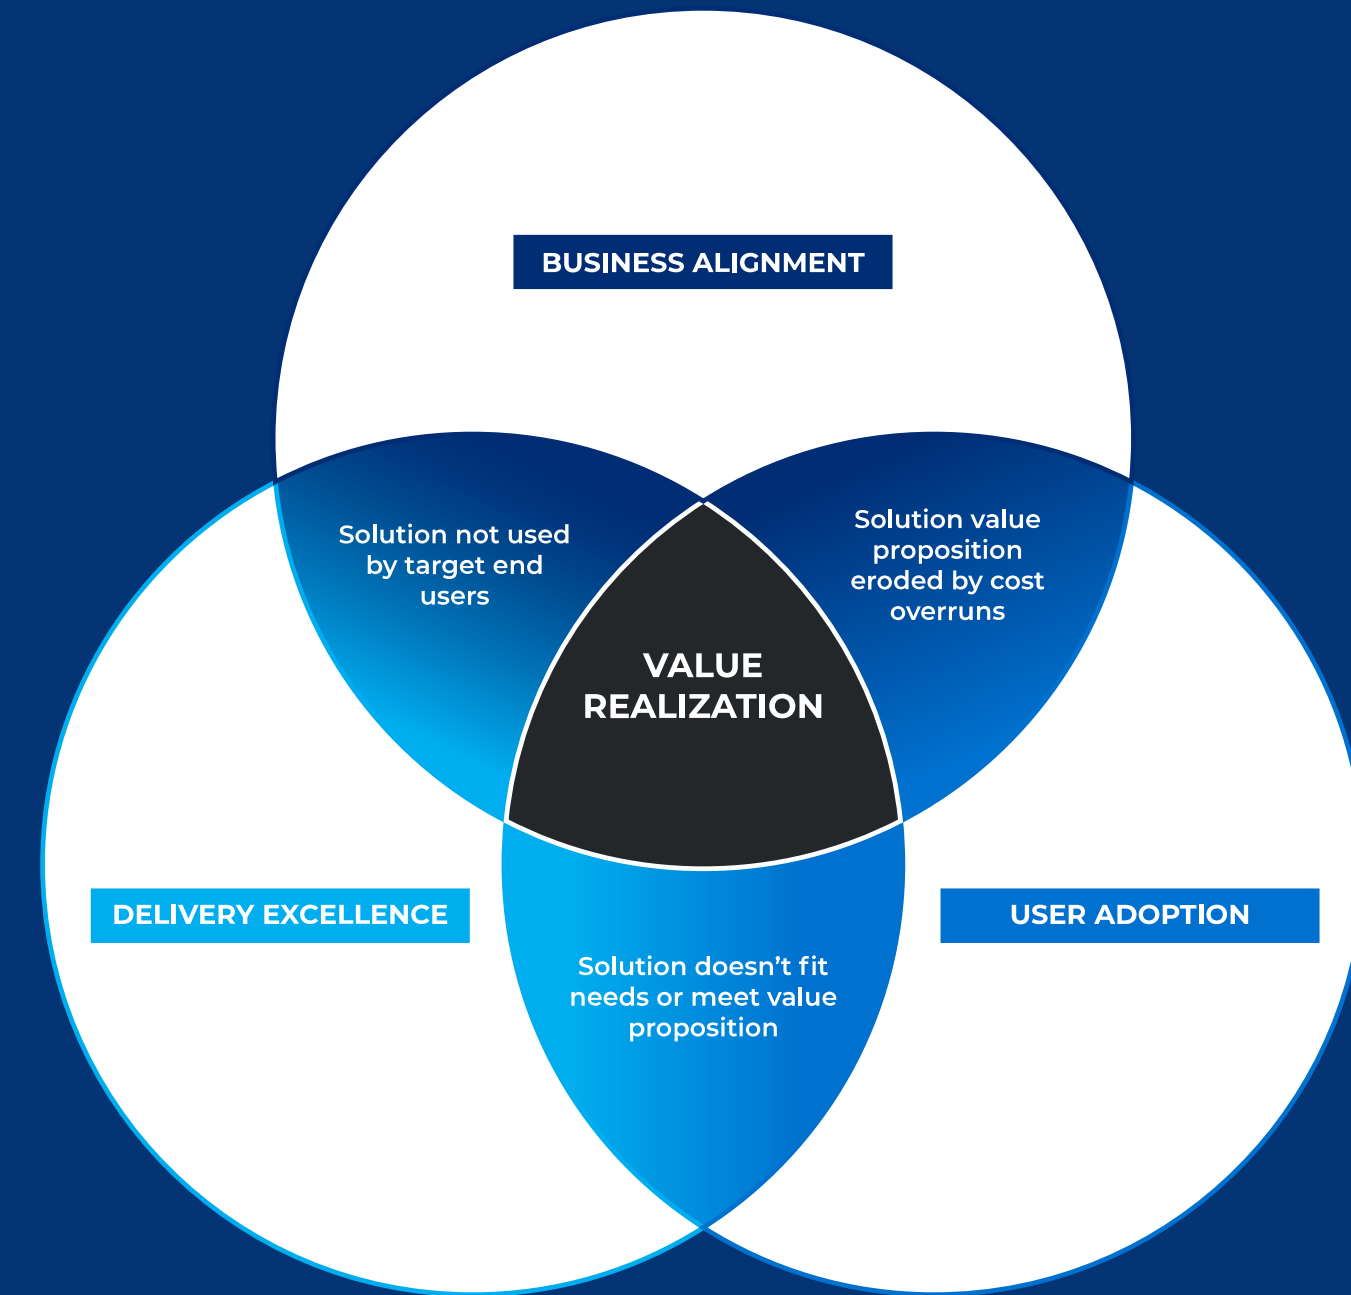 BUSINESS ALIGNMENT
Solution not used
by target end
users
Solution value
proposition
eroded by cost
overruns
VALUE
REALIZATION
DELIVERY EXCELLENCE
USER ADOPTION
Solution doesn’t fit
needs or meet value
proposition